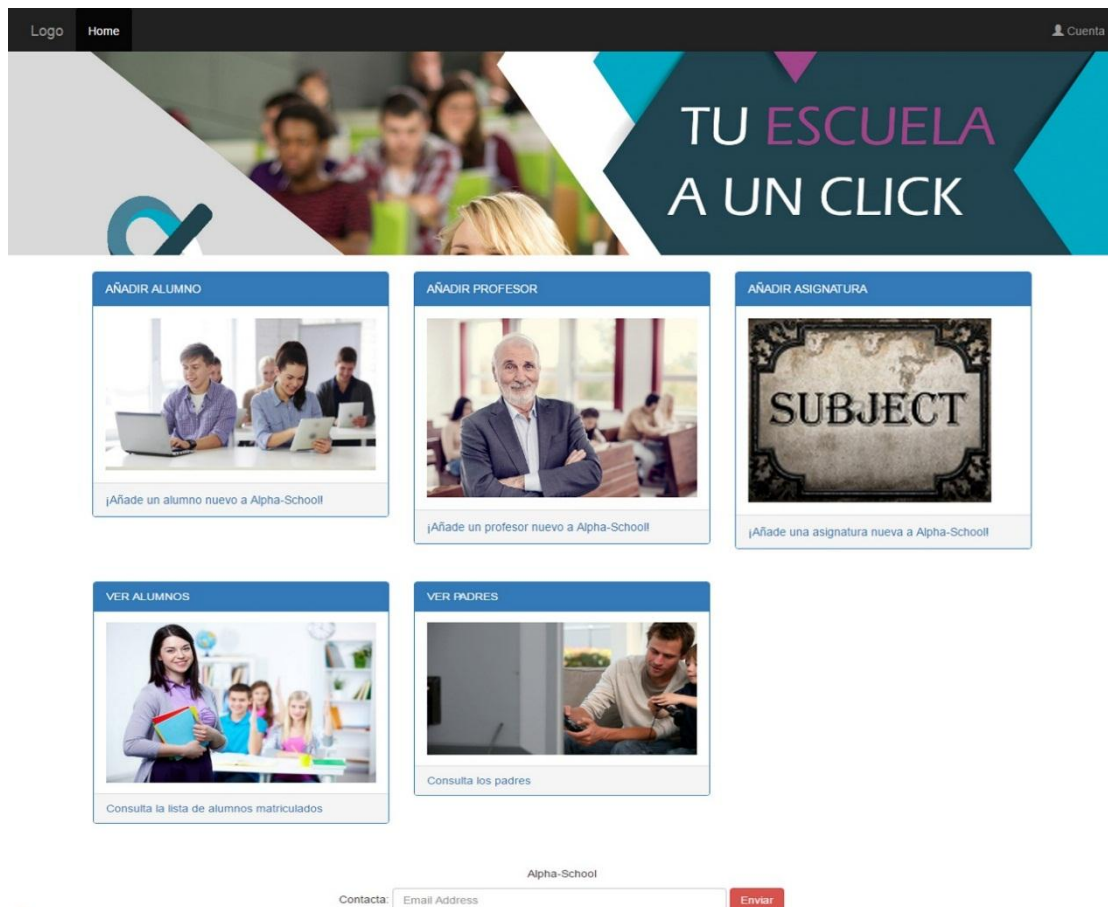 Logo Home Cuenta
TU ESCUELA
A UN CLICK
AÑADIR ALUMNO
¡Añade un alumno nuevo a Alpha-School!
AÑADIR PROFESOR
¡Añade un profesor nuevo a Alpha-School!
AÑADIR ASIGNATURA
SUBJECT
¡Añade una asignatura nueva a Alpha-School!
VER ALUMNOS
Consulta la lista de alumnos matriculados
VER PADRES
Consulta los padres
Alpha-School
Contacta: Email Address Enviar